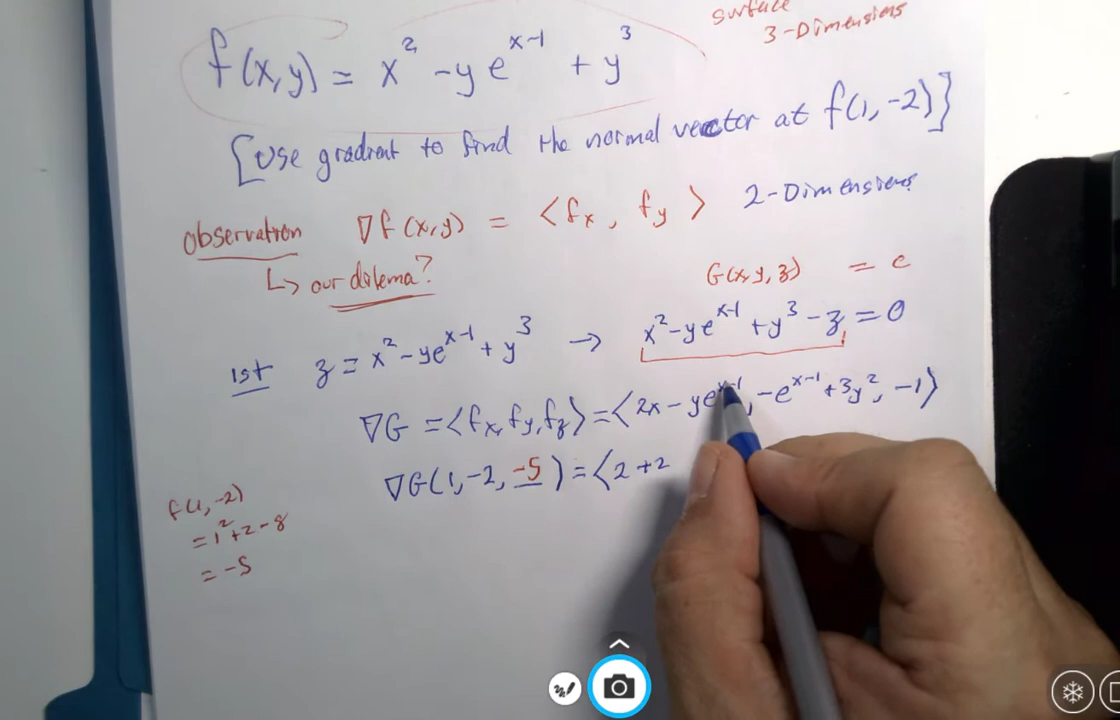 surface
3-Dimensions
f(x,y) = x² - y e^(x-1) + y³
[Use gradient to find the normal vector at f(1,-2)]
observation ∇f(x,y) = <fx, fy> 2-Dimensions
↳ our dilema?
G(x,y,z) = c
1st z = x² - ye^(x-1) + y³ → x² - ye^(x-1) + y³ - z = 0
∇G = <fx, fy, fz> = <2x - ye^(x-1), -e^(x-1) + 3y², -1>
∇G(1,-2,-5) = <2+2
f(1,-2)
= 1² + 2 - 8
= -5